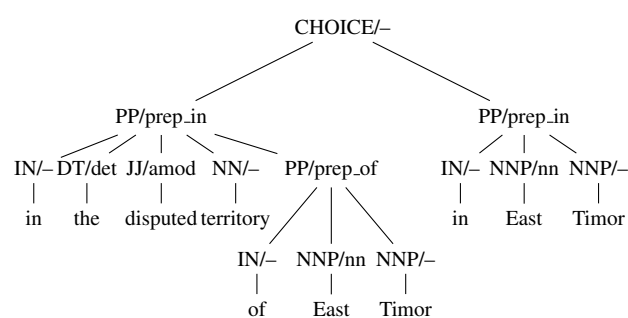 CHOICE/–
PP/prep_in PP/prep_in
IN/– DT/det JJ/amod NN/– PP/prep_of IN/– NNP/nn NNP/–
in the disputed territory in East Timor
IN/– NNP/nn NNP/–
of East Timor